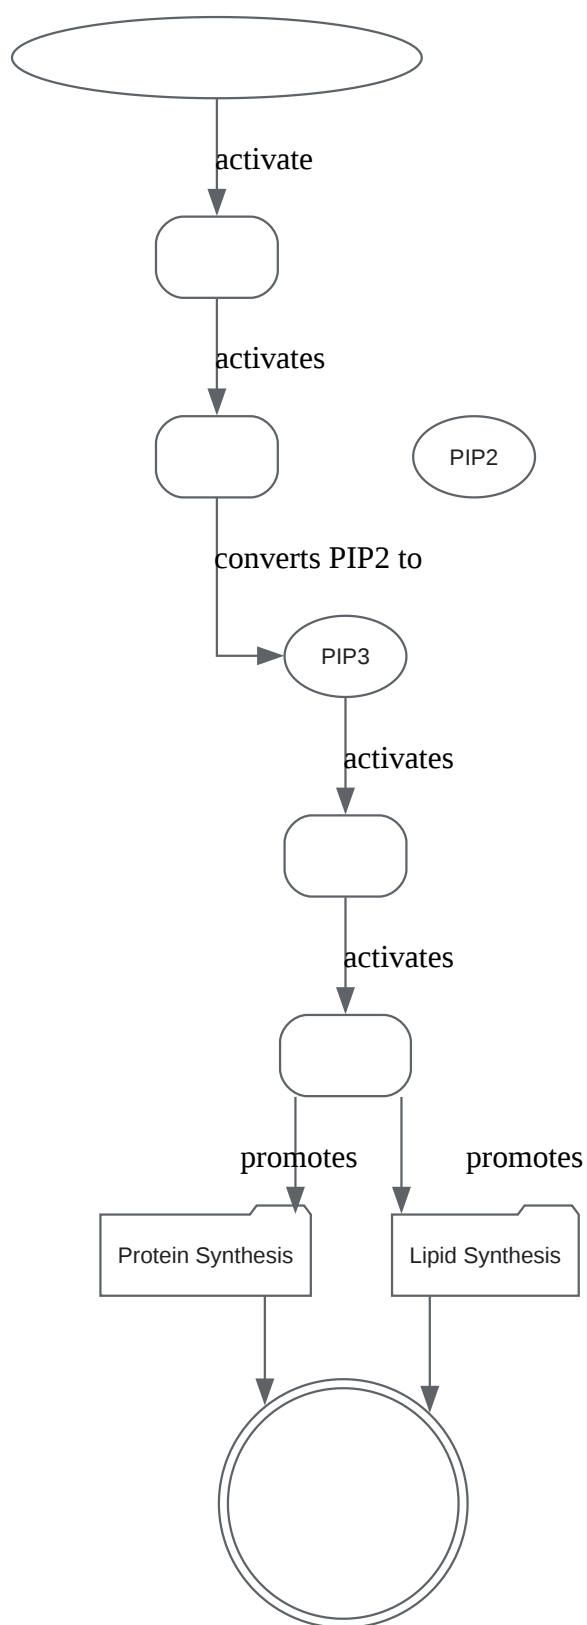 activate
activates
PIP2
converts PIP2 to
PIP3
activates
activates
promotes
promotes
Protein Synthesis
Lipid Synthesis